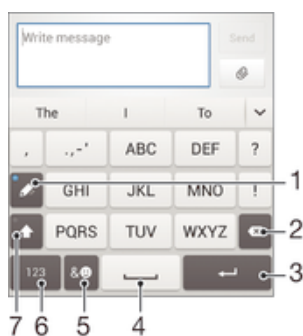 Write message
Send
The I To
, .,-' ABC DEF ?
GHI JKL MNO ! 1
PQRS TUV WXYZ 2
123 & 3
7 6 5 4